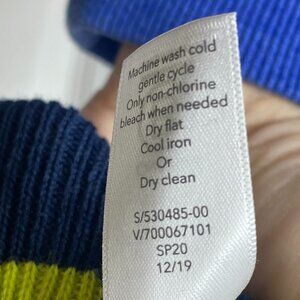 Machine wash cold
gentle cycle
Only non-chlorine
bleach when needed
Dry flat
Cool iron
Or
Dry clean
S/530485-00
V/700067101
SP20
12/19